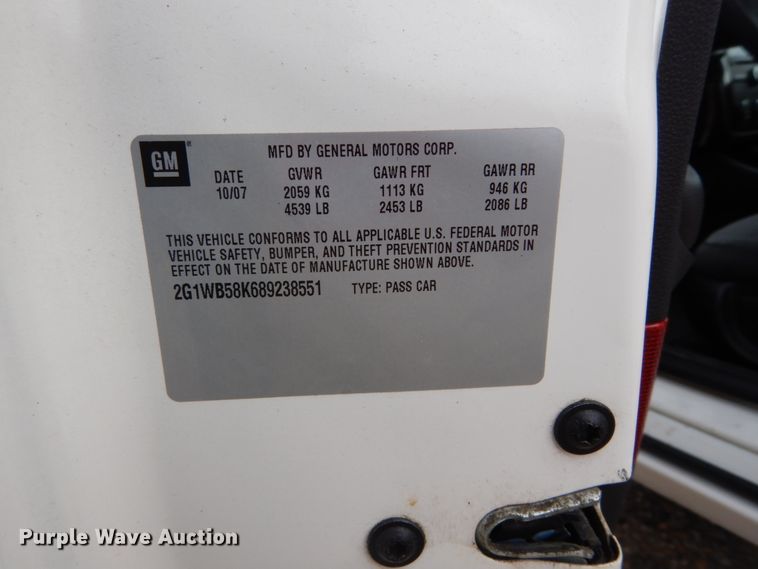 GM
MFD BY GENERAL MOTORS CORP.
DATE GVWR GAWR FRT GAWR RR
10/07 2059 KG 1113 KG 946 KG
4539 LB 2453 LB 2086 LB
THIS VEHICLE CONFORMS TO ALL APPLICABLE U.S. FEDERAL MOTOR
VEHICLE SAFETY, BUMPER, AND THEFT PREVENTION STANDARDS IN
EFFECT ON THE DATE OF MANUFACTURE SHOWN ABOVE.
2G1WB58K689238551 TYPE: PASS CAR
Purple Wave Auction